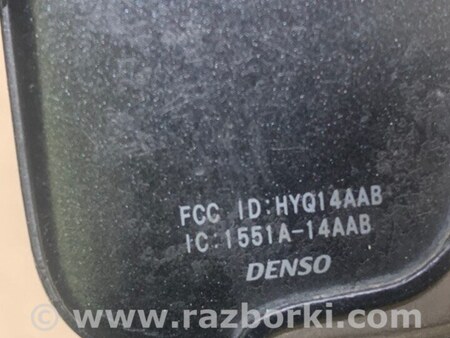 FCC ID:HYQ14AAB
IC:1551A-14AAB
DENSO
www.razborki.com